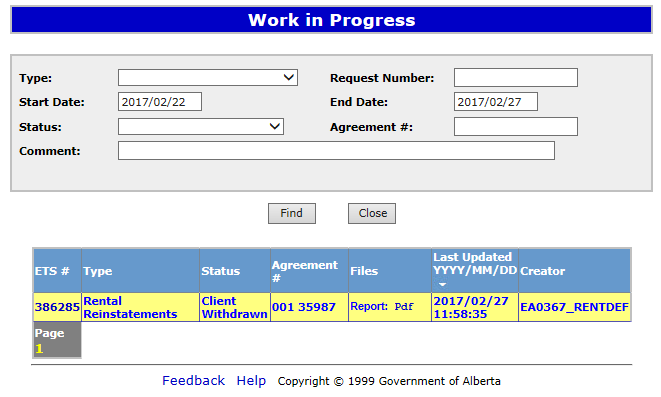 Work in Progress
Type: Request Number:
Start Date: 2017/02/22 End Date: 2017/02/27
Status: Agreement #:
Comment:
Find Close
ETS # Type Status Agreement # Files Last Updated YYYY/MM/DD Creator
386285 Rental Reinstatements Client Withdrawn 001 35987 Report: Pdf 2017/02/27 11:58:35 EA0367_RENTDEF
Page
1
Feedback Help Copyright © 1999 Government of Alberta